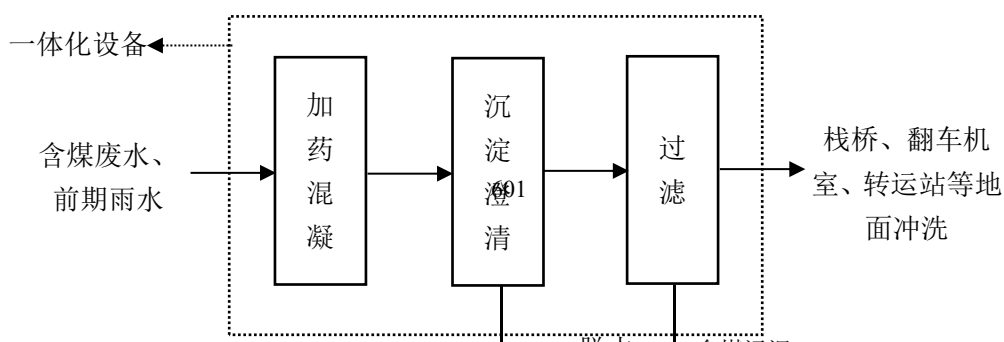 一体化设备
含煤废水、
前期雨水
加
药
混
凝
沉
淀
澄
清
601
过
滤
栈桥、翻车机
室、转运站等地
面冲洗